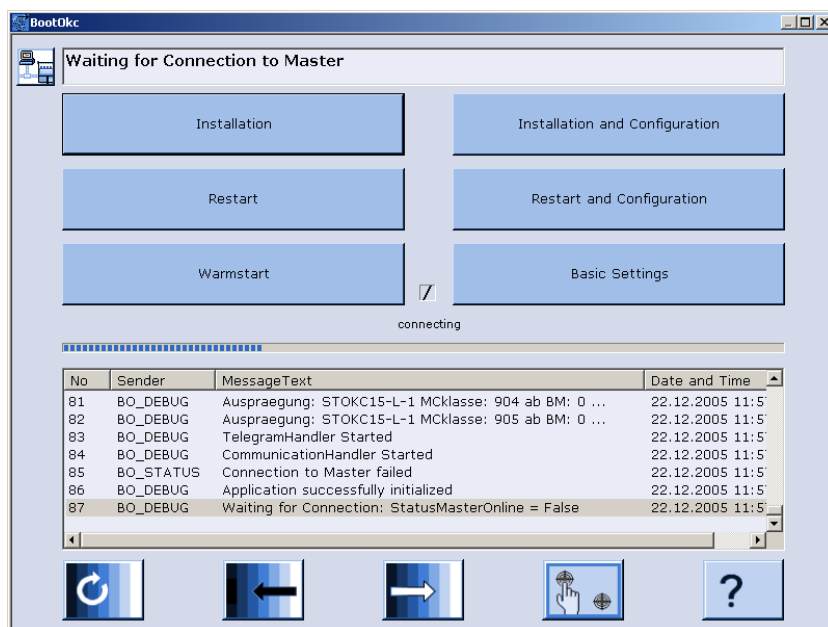 BootOkc
Waiting for Connection to Master
Installation
Installation and Configuration
Restart
Restart and Configuration
Warmstart
Basic Settings
connecting
No Sender MessageText Date and Time
81 BO_DEBUG Auspraegung: STOKC15-L-1 MCklasse: 904 ab BM: 0 ... 22.12.2005 11:5
82 BO_DEBUG Auspraegung: STOKC15-L-1 MCklasse: 905 ab BM: 0 ... 22.12.2005 11:5
83 BO_DEBUG TelegramHandler Started 22.12.2005 11:5
84 BO_DEBUG CommunicationHandler Started 22.12.2005 11:5
85 BO_STATUS Connection to Master failed 22.12.2005 11:5
86 BO_DEBUG Application successfully initialized 22.12.2005 11:5
87 BO_DEBUG Waiting for Connection: StatusMasterOnline = False 22.12.2005 11:5
?